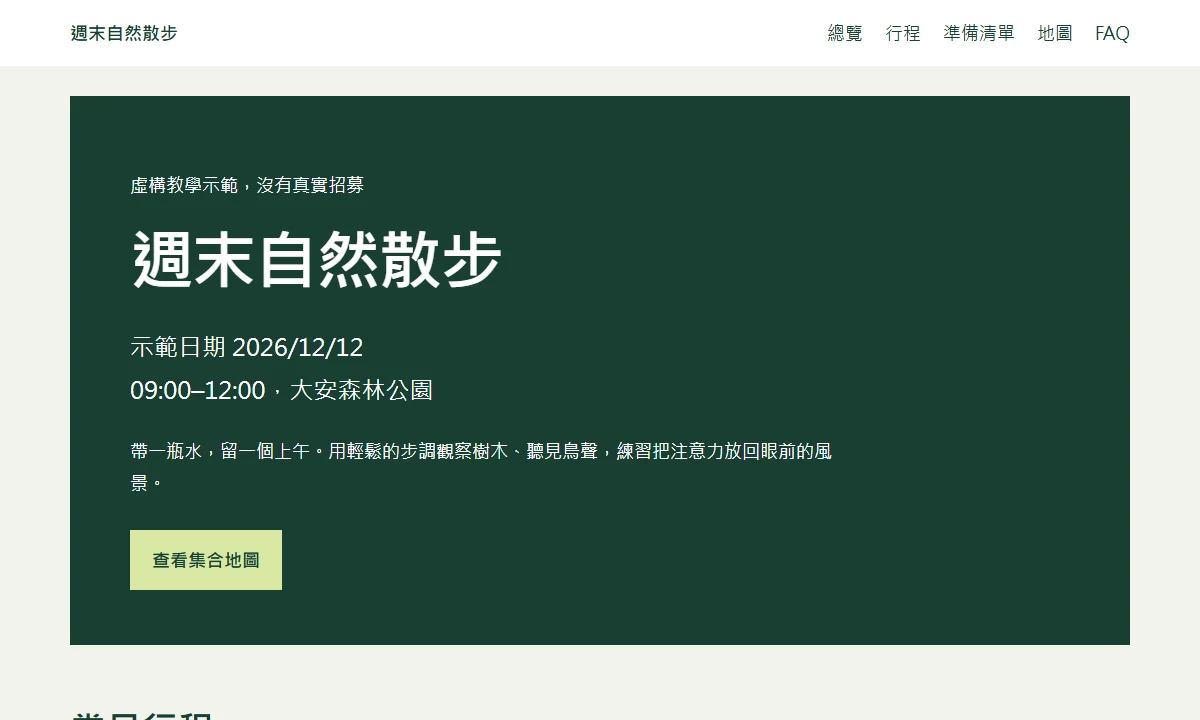 週末自然散步
總覽 行程 準備清單 地圖 FAQ
虛構教學示範，沒有真實招募
週末自然散步
示範日期 2026/12/12
09:00–12:00，大安森林公園
帶一瓶水，留一個上午。用輕鬆的步調觀察樹木、聽見鳥聲，練習把注意力放回眼前的風
景。
查看集合地圖
當日行程